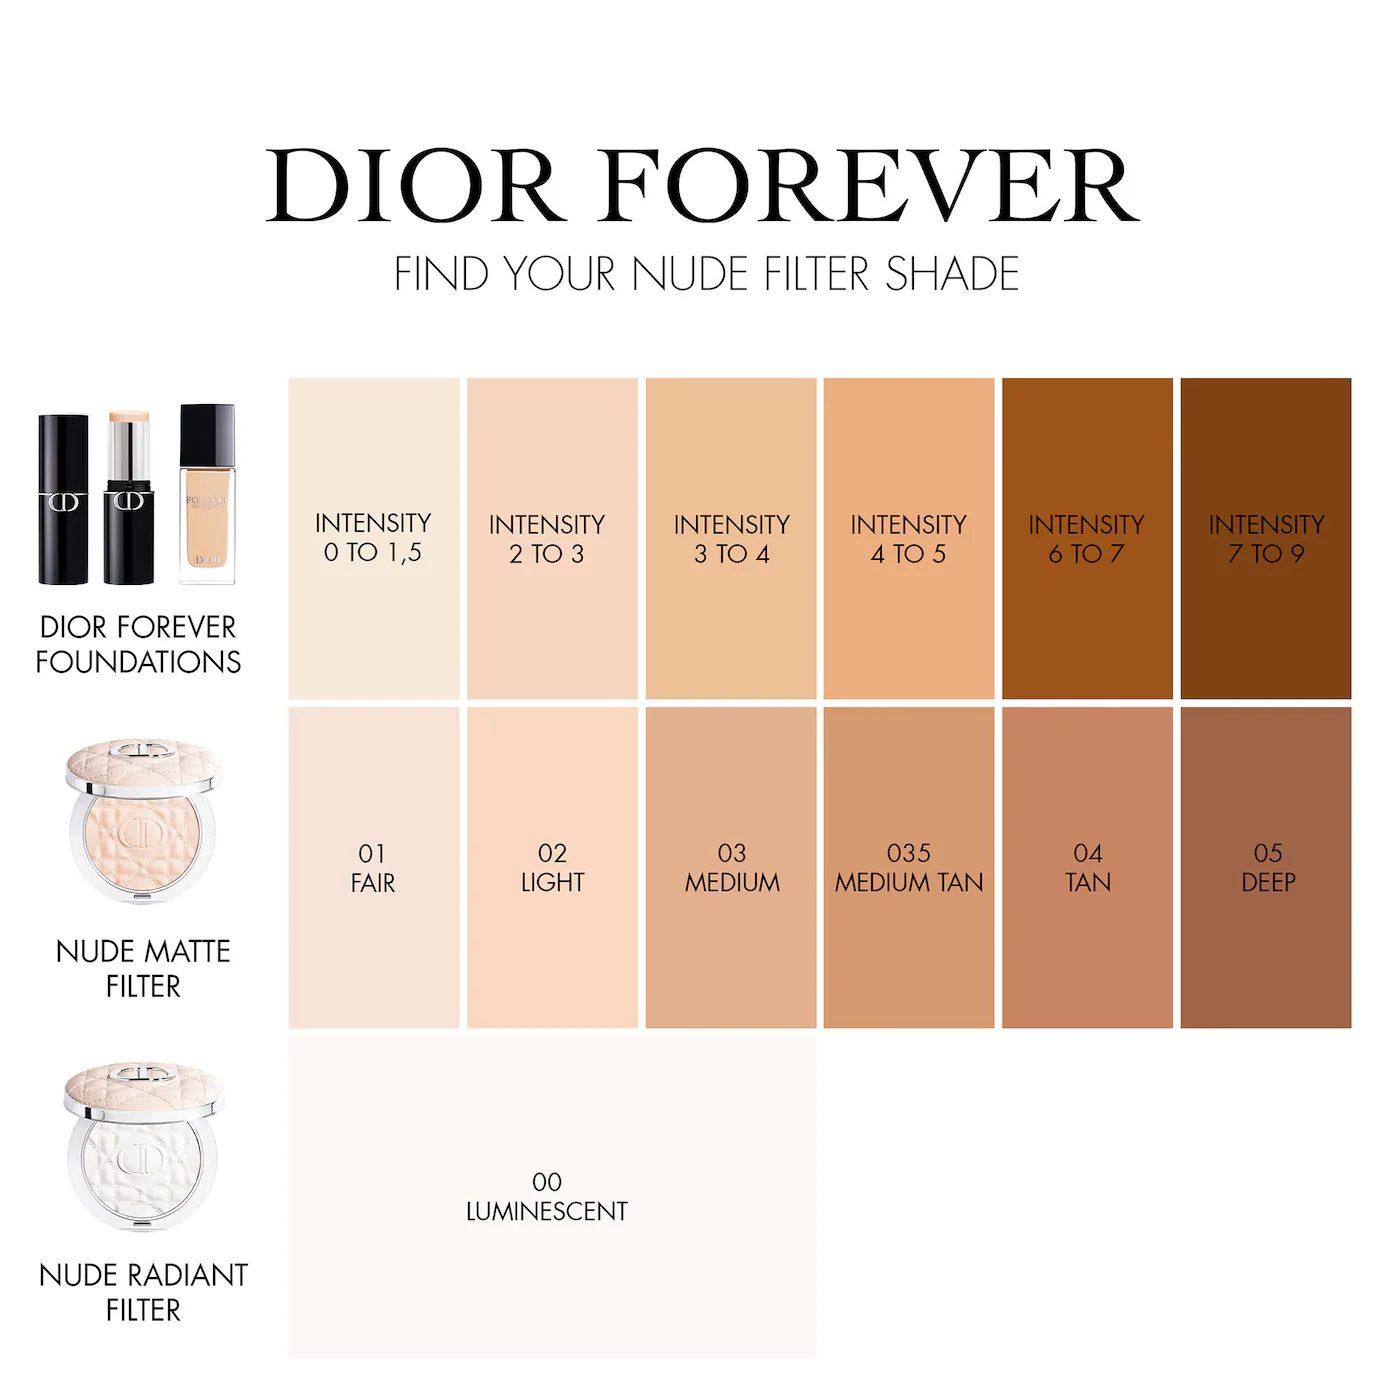 DIOR FOREVER
FIND YOUR NUDE FILTER SHADE
FOREVER
DIOR
DIOR FOREVER
FOUNDATIONS
INTENSITY
0 TO 1,5
INTENSITY
2 TO 3
INTENSITY
3 TO 4
INTENSITY
4 TO 5
INTENSITY
6 TO 7
INTENSITY
7 TO 9
NUDE MATTE
FILTER
01
FAIR
02
LIGHT
03
MEDIUM
035
MEDIUM TAN
04
TAN
05
DEEP
NUDE RADIANT
FILTER
00
LUMINESCENT